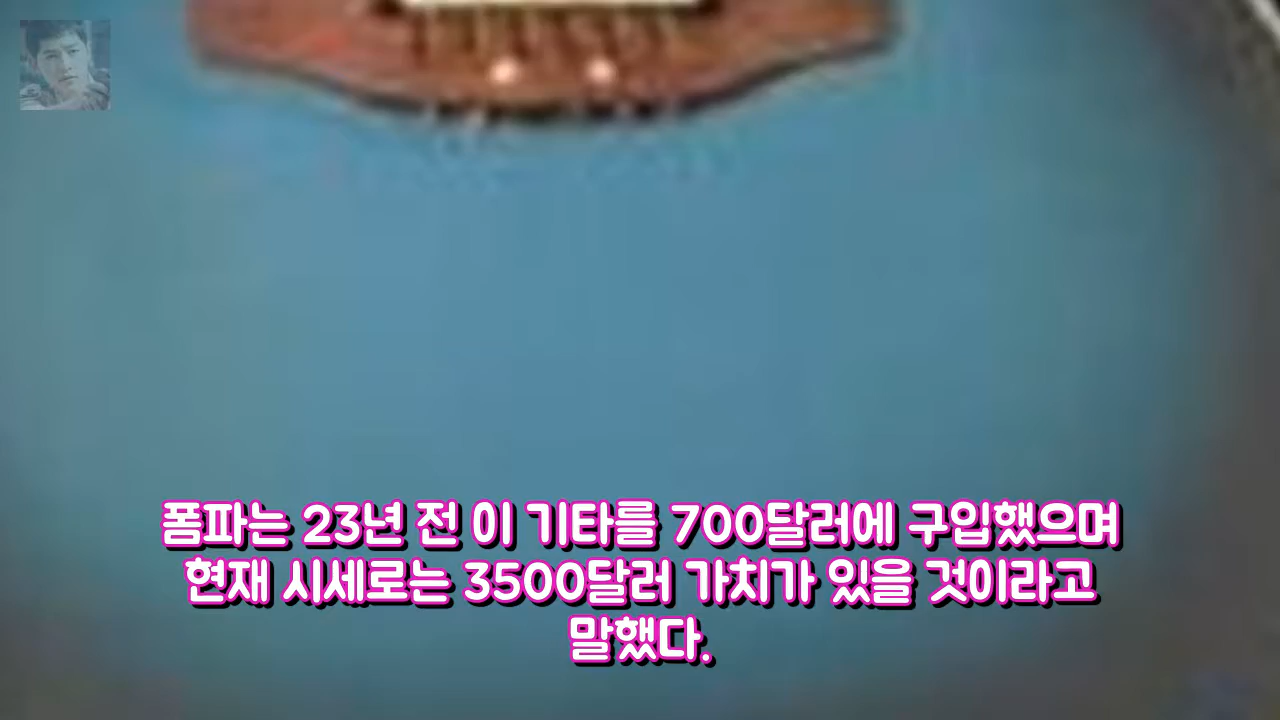 폼파는 23년 전 이 기타를 700달러에 구입했으며
현재 시세로는 3500달러 가치가 있을 것이라고
말했다.